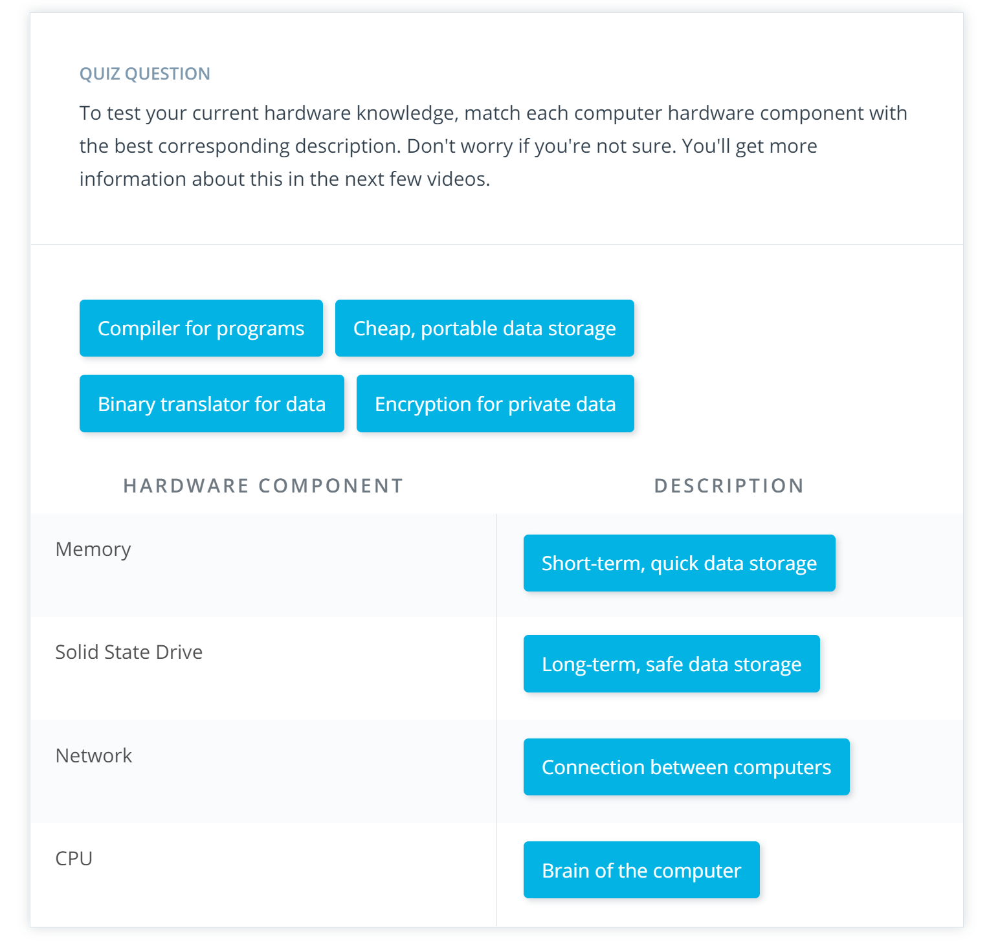 QUIZ QUESTION
To test your current hardware knowledge, match each computer hardware component with
the best corresponding description. Don't worry if you're not sure. You'll get more
information about this in the next few videos.
Compiler for programs
Cheap, portable data storage
Binary translator for data
Encryption for private data
HARDWARE COMPONENT
DESCRIPTION
Memory
Short-term, quick data storage
Solid State Drive
Long-term, safe data storage
Network
Connection between computers
CPU
Brain of the computer